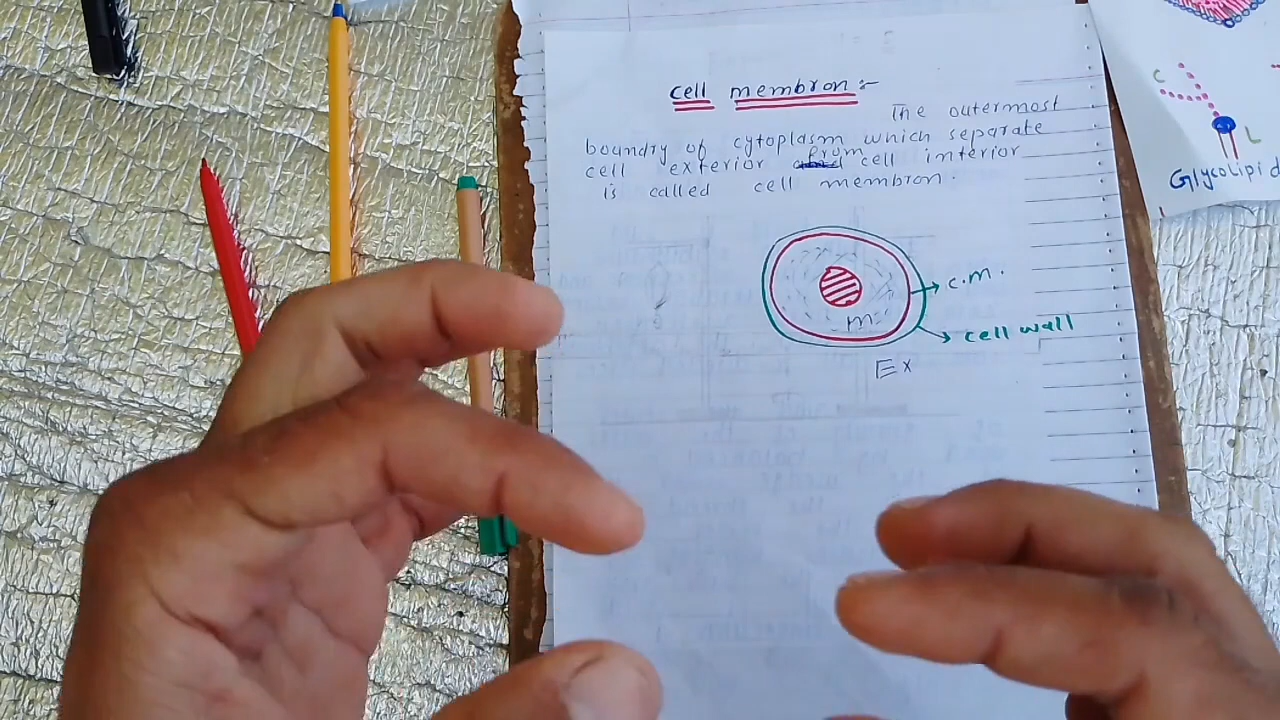 cell membron:-
The outermost
boundry of cytoplasm which separate
cell exterior from cell interior
is called cell membron.
c.m.
m
cell wall
Ex
C
L
Glycolipid